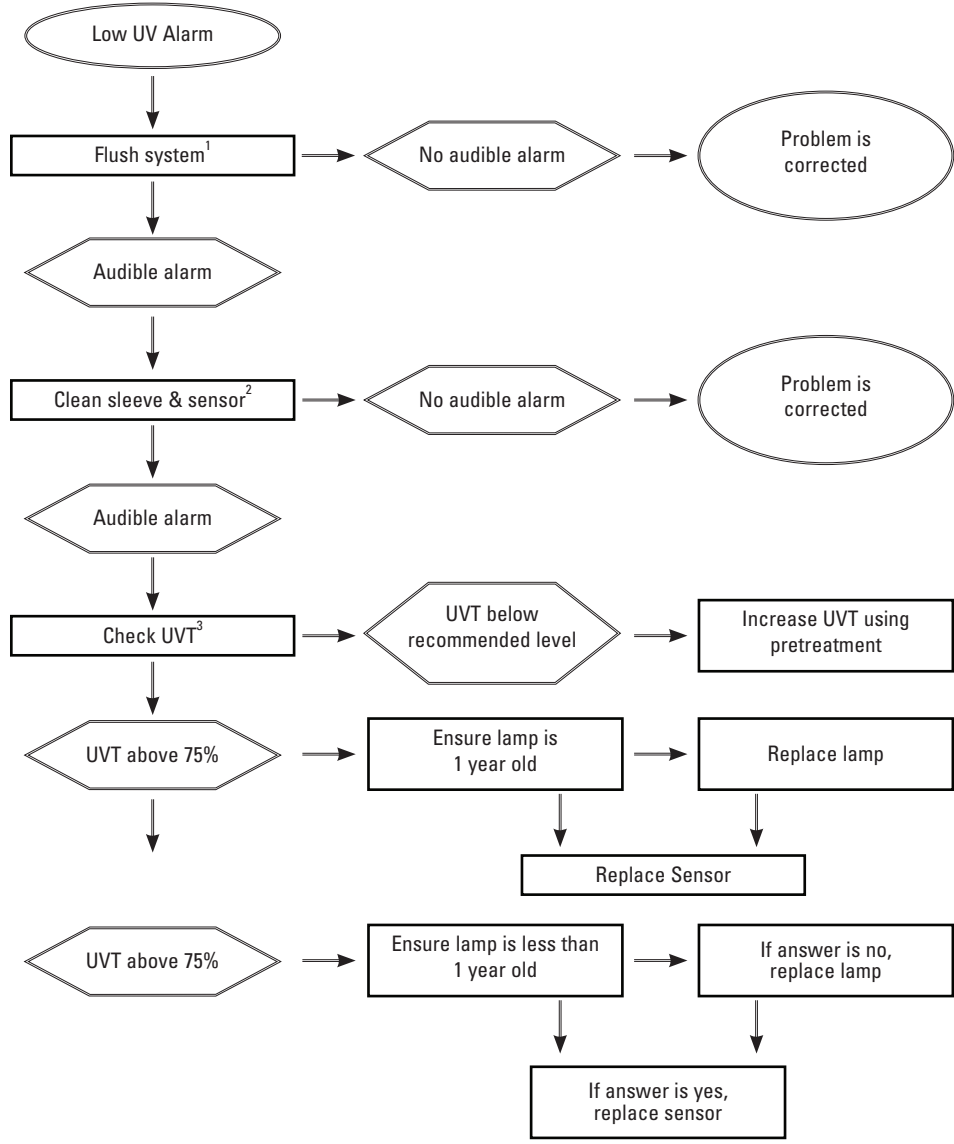 Low UV Alarm
Flush system1
No audible alarm
Problem is
corrected
Audible alarm
Clean sleeve & sensor2
No audible alarm
Problem is
corrected
Audible alarm
Check UVT3
UVT below
recommended level
Increase UVT using
pretreatment
UVT above 75%
Ensure lamp is
1 year old
Replace lamp
Replace Sensor
UVT above 75%
Ensure lamp is less than
1 year old
If answer is no,
replace lamp
If answer is yes,
replace sensor